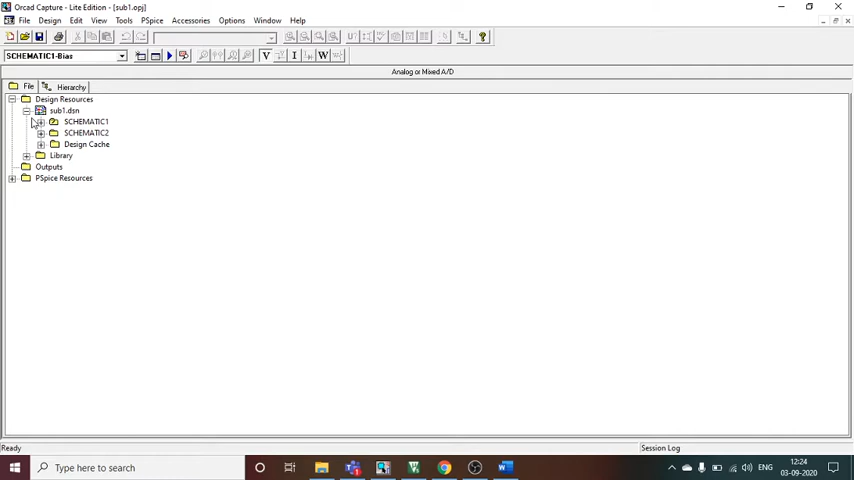 Orcad Capture - Lite Edition - [sub1.opj]
File Design Edit View Tools PSpice Accessories Options Window Help
U?
SCHEMATIC1-Bias
V I W
Analog or Mixed A/D
File Hierarchy
Design Resources
sub1.dsn
SCHEMATIC1
SCHEMATIC2
Design Cache
Library
Outputs
PSpice Resources
Ready Session Log
Type here to search
ENG
12:24
03-09-2020